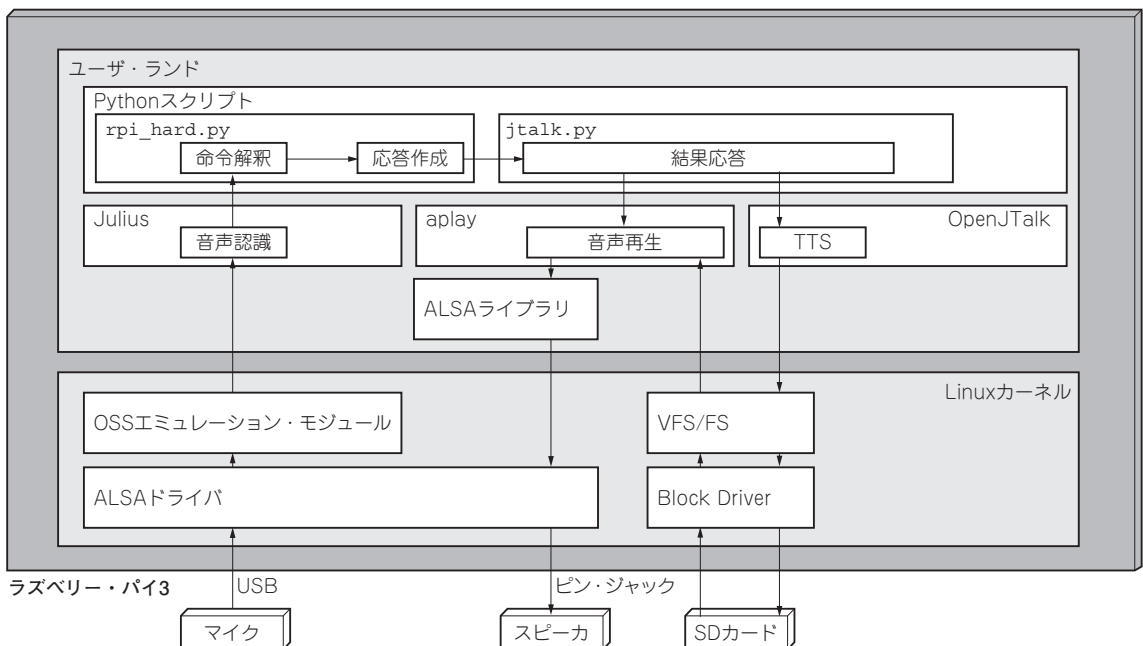 ユーザ・ランド
Pythonスクリプト
rpi_hard.py
命令解釈
応答作成
jtalk.py
結果応答
Julius
音声認識
aplay
音声再生
OpenJTalk
TTS
ALSAライブラリ
Linuxカーネル
OSSエミュレーション・モジュール
VFS/FS
ALSAドライバ
Block Driver
ラズベリー・パイ3
USB
ピン・ジャック
マイク
スピーカ
SDカード